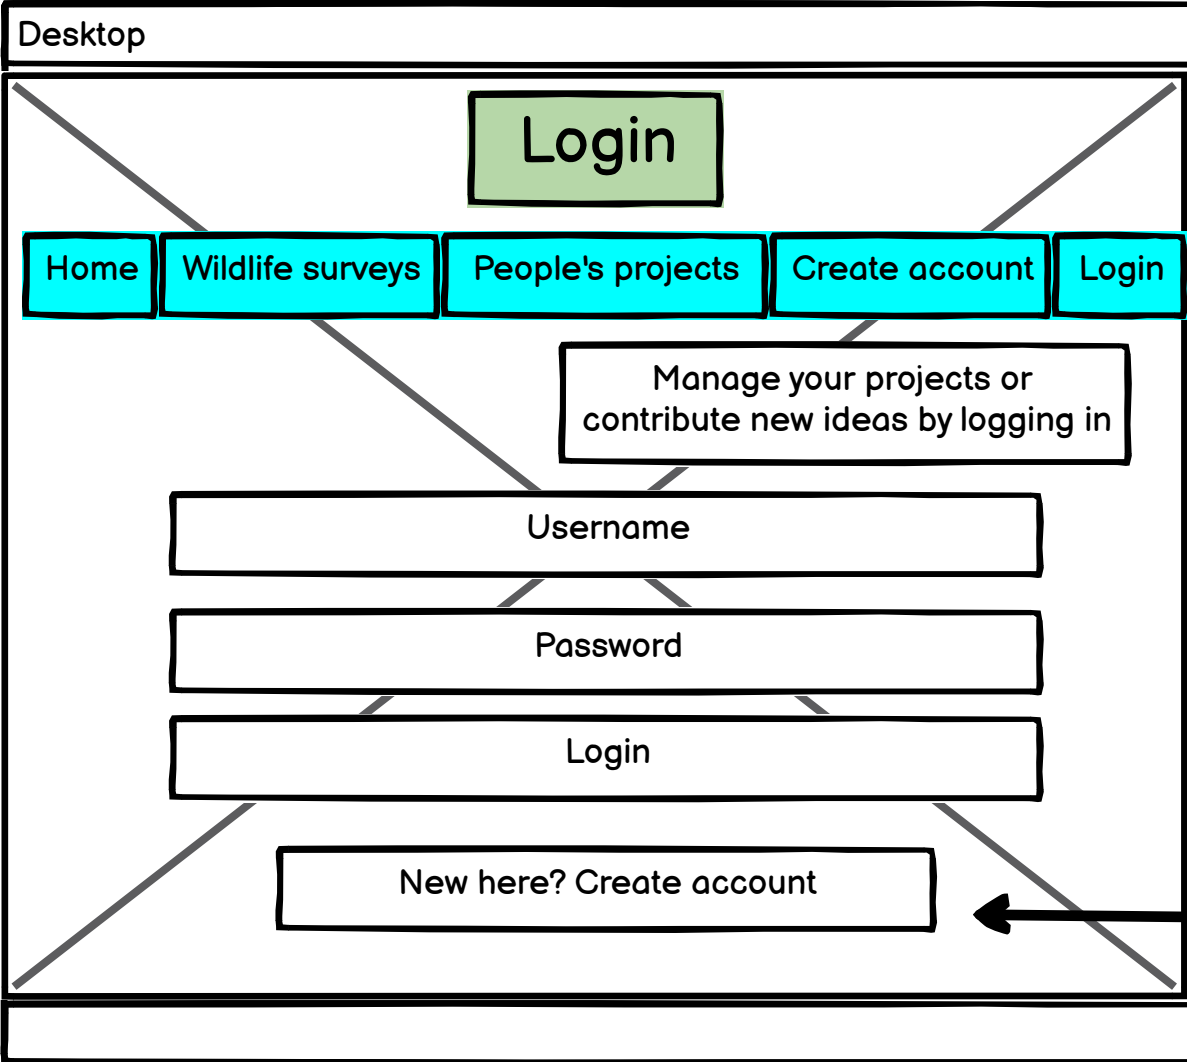 Desktop
Login
Home
Wildlife surveys
People's projects
Create account
Login
Manage your projects or
contribute new ideas by logging in
Username
Password
Login
New here? Create account